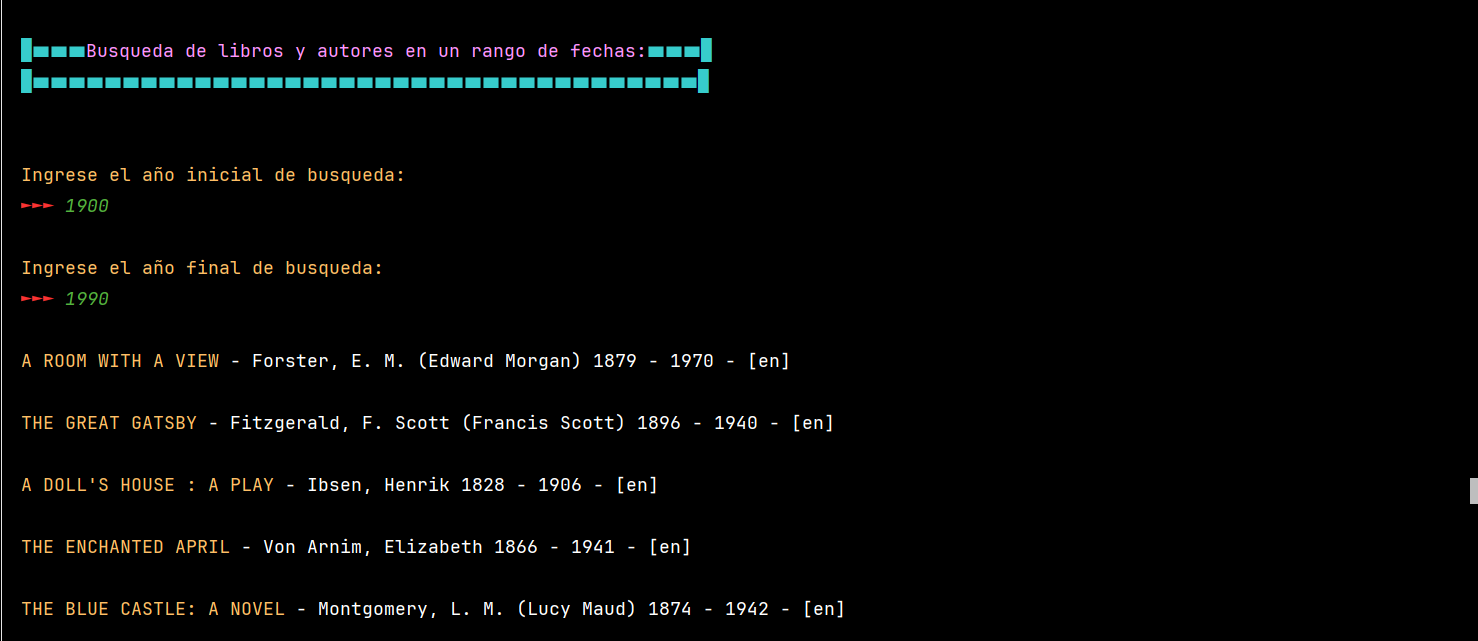 Busqueda de libros y autores en un rango de fechas:
Ingrese el año inicial de busqueda:
►►► 1900
Ingrese el año final de busqueda:
►►► 1990
A ROOM WITH A VIEW - Forster, E. M. (Edward Morgan) 1879 - 1970 - [en]
THE GREAT GATSBY - Fitzgerald, F. Scott (Francis Scott) 1896 - 1940 - [en]
A DOLL'S HOUSE : A PLAY - Ibsen, Henrik 1828 - 1906 - [en]
THE ENCHANTED APRIL - Von Arnim, Elizabeth 1866 - 1941 - [en]
THE BLUE CASTLE: A NOVEL - Montgomery, L. M. (Lucy Maud) 1874 - 1942 - [en]